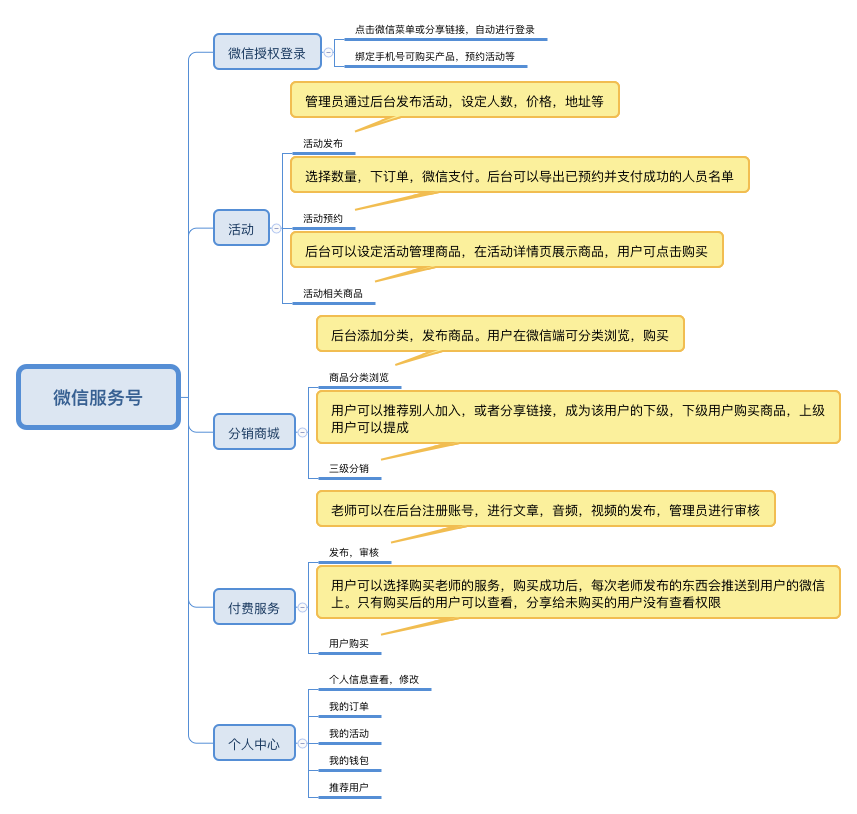 微信服务号
微信授权登录
点击微信菜单或分享链接，自动进行登录
绑定手机号可购买产品，预约活动等
活动
管理员通过后台发布活动，设定人数，价格，地址等
活动发布
选择数量，下订单，微信支付。后台可以导出已预约并支付成功的人员名单
活动预约
后台可以设定活动管理商品，在活动详情页展示商品，用户可点击购买
活动相关商品
分销商城
后台添加分类，发布商品。用户在微信端可分类浏览，购买
商品分类浏览
用户可以推荐别人加入，或者分享链接，成为该用户的下级，下级用户购买商品，上级
用户可以提成
三级分销
付费服务
老师可以在后台注册账号，进行文章，音频，视频的发布，管理员进行审核
发布，审核
用户可以选择购买老师的服务，购买成功后，每次老师发布的东西会推送到用户的微信
上。只有购买后的用户可以查看，分享给未购买的用户没有查看权限
用户购买
个人中心
个人信息查看，修改
我的订单
我的活动
我的钱包
推荐用户